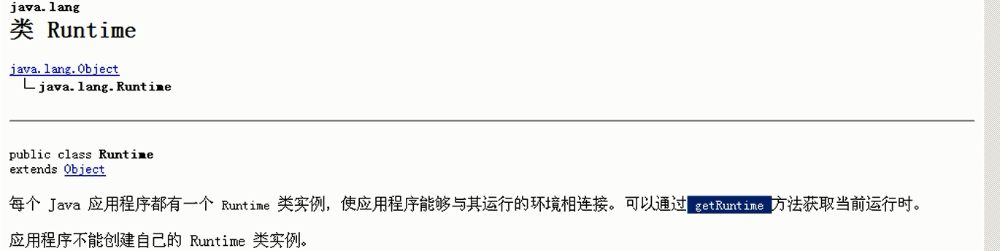 java.lang
类 Runtime
java.lang.Object
java.lang.Runtime
public class Runtime
extends Object
每个 Java 应用程序都有一个 Runtime 类实例，使应用程序能够与其运行的环境相连接。可以通过 getRuntime 方法获取当前运行时。
应用程序不能创建自己的 Runtime 类实例。